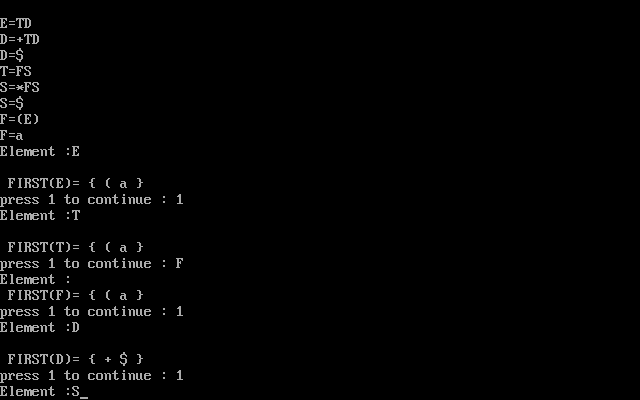 E=TD
D=+TD
D=$
T=FS
S=*FS
S=$
F=(E)
F=a
Element :E
FIRST(E)= { ( a }
press 1 to continue : 1
Element :T
FIRST(T)= { ( a }
press 1 to continue : F
Element :
FIRST(F)= { ( a }
press 1 to continue : 1
Element :D
FIRST(D)= { + $ }
press 1 to continue : 1
Element :S_